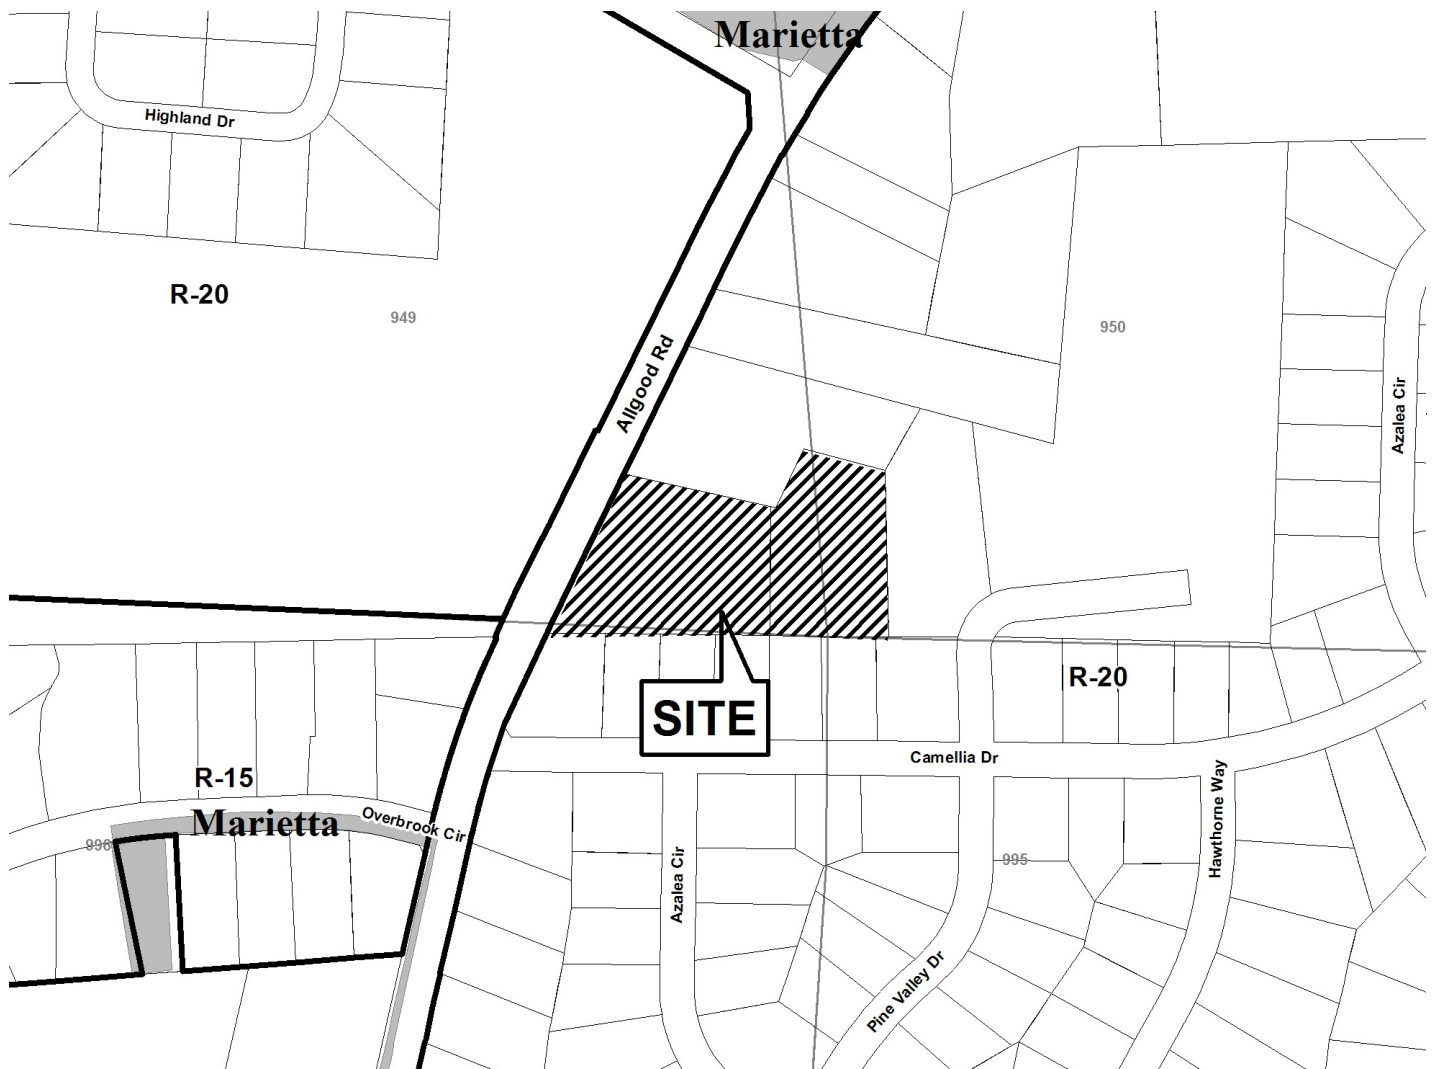 Marietta
Highland Dr
R-20
949
950
Allgood Rd
Azalea Cir
R-20
SITE
Camellia Dr
R-15
Marietta
Overbrook Cir
996
Hawthorne Way
995
Azalea Cir
Pine Valley Dr